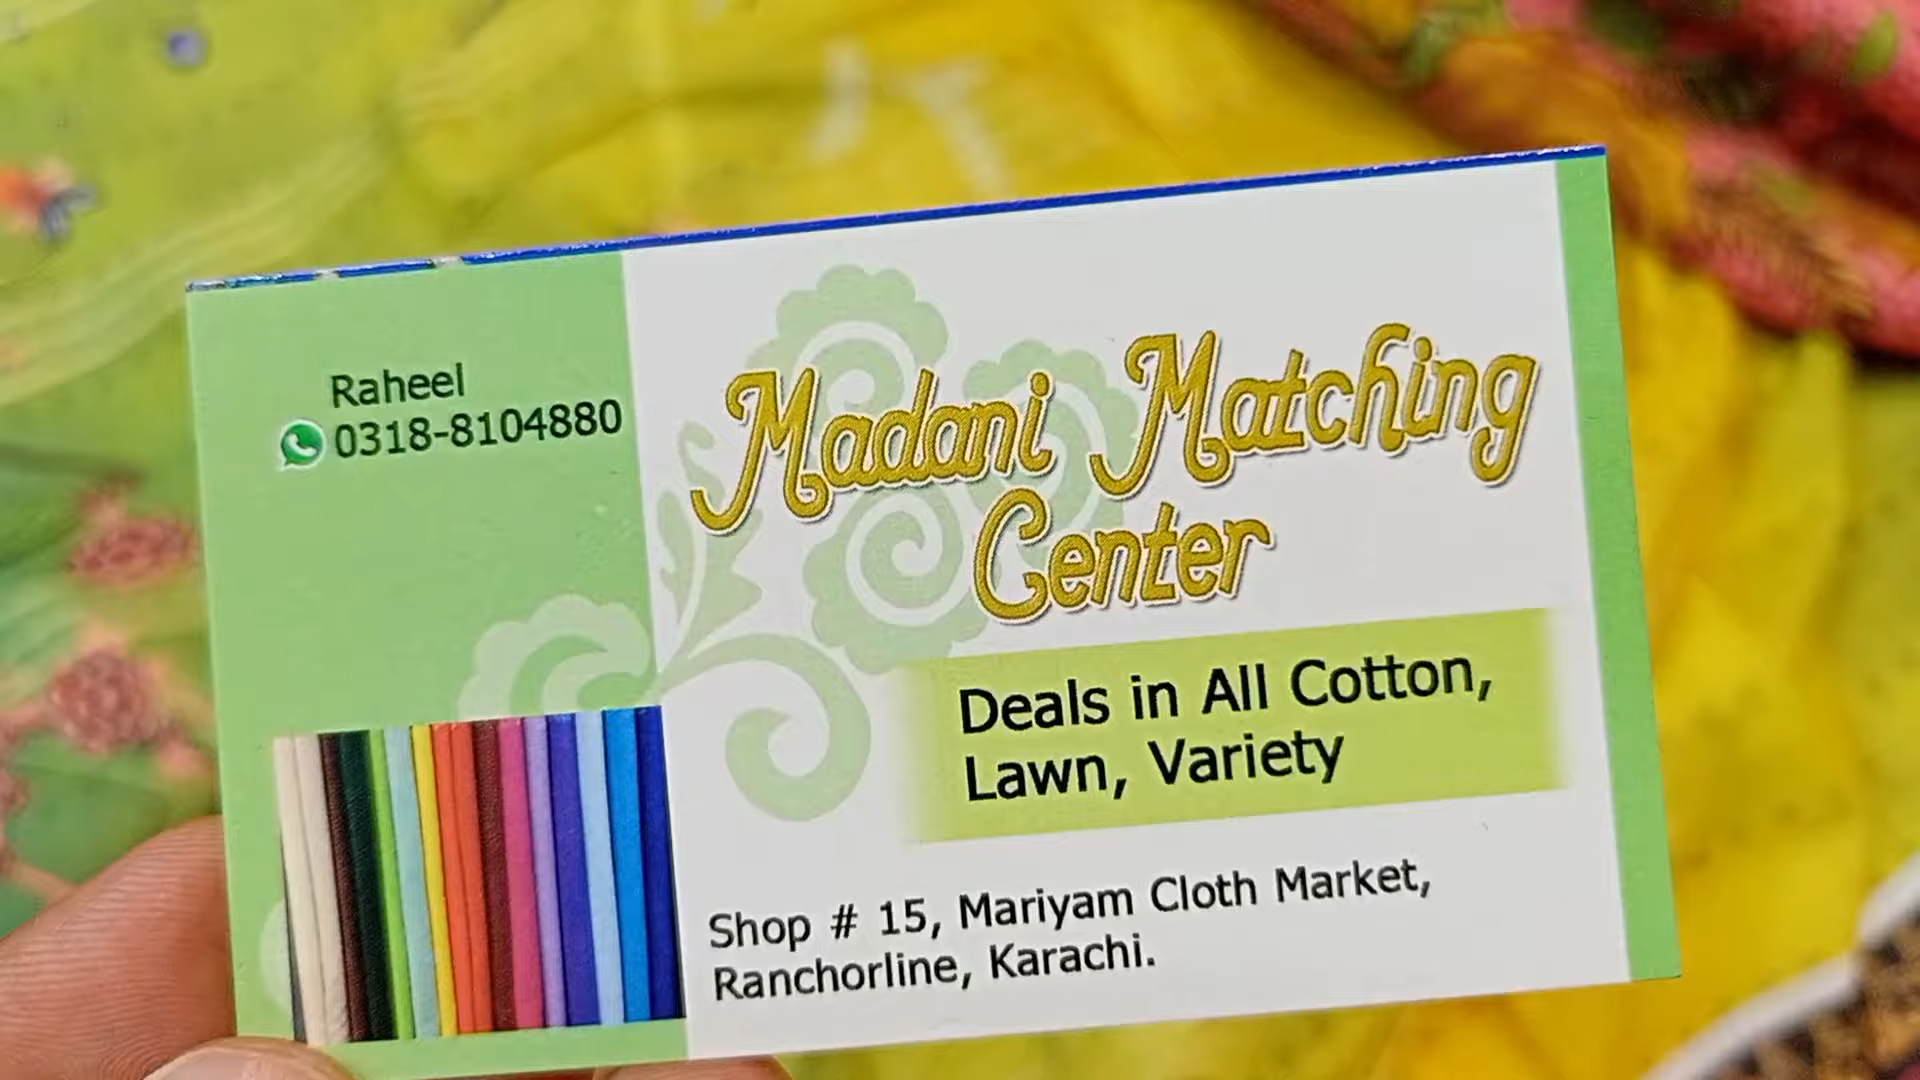 Raheel
0318-8104880
Madani Matching
Center
Deals in All Cotton,
Lawn, Variety
Shop # 15, Mariyam Cloth Market,
Ranchorline, Karachi.